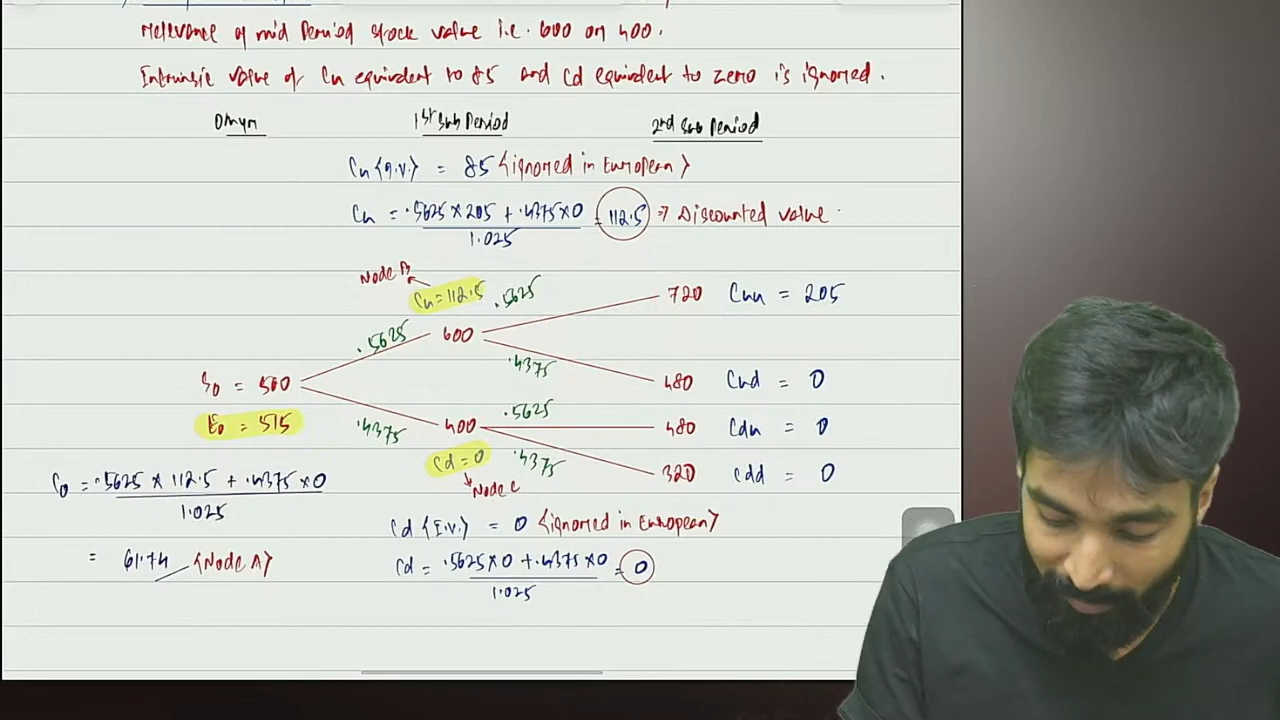 Relevance of mid Period stock value i.e. 600 or 400.
Intrinsic value of Cu equivalent to 85 and Cd equivalent to zero is ignored.
1st Sub Period
2nd Sub Period
Cu {I.V.} = 85 {ignored in European}
Cu = .5625 × 205 + .4375 × 0 = 112.5 → Discounted value.
1.025
Node B
Cu = 112.5
.5625
720 Cuu = 205
.5625
600
.4375
S0 = 500
480 Cud = 0
E0 = 515
.4375
400
.5625
480 Cdu = 0
Cd = 0
.4375
320 Cdd = 0
Node C
C0 = .5625 × 112.5 + .4375 × 0
1.025
= 61.74 {Node A}
Cd {I.V.} = 0 {ignored in European}
Cd = .5625×0 + .4375×0 = 0
1.025